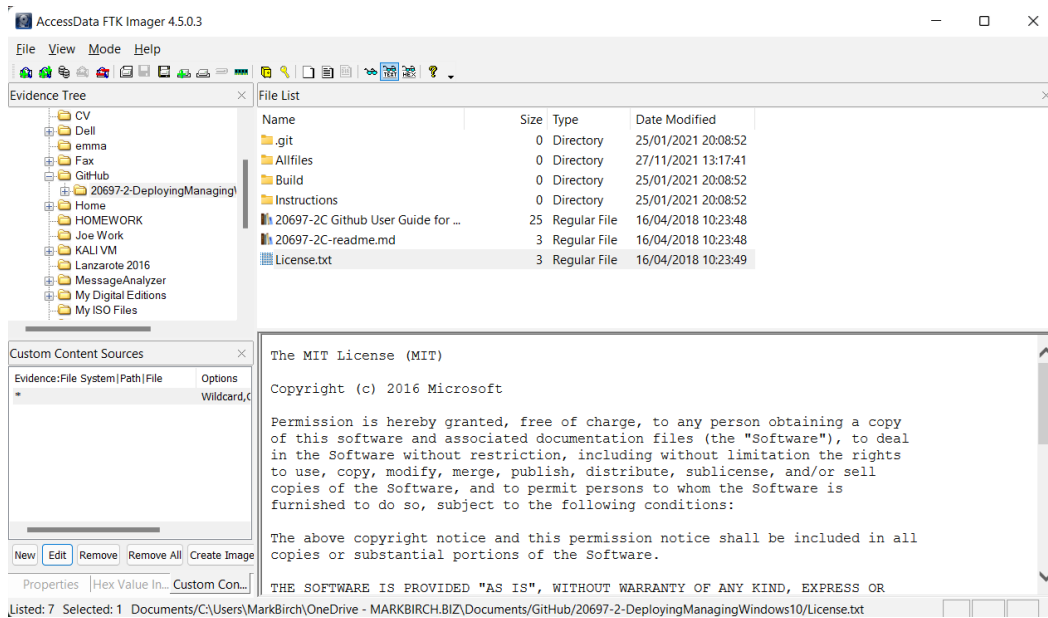 AccessData FTK Imager 4.5.0.3
File View Mode Help
Evidence Tree
CV
Dell
emma
Fax
GitHub
20697-2-DeployingManaging
Home
HOMEWORK
Joe Work
KALI VM
Lanzarote 2016
MessageAnalyzer
My Digital Editions
My ISO Files
File List
Name Size Type Date Modified
.git 0 Directory 25/01/2021 20:08:52
Allfiles 0 Directory 27/11/2021 13:17:41
Build 0 Directory 25/01/2021 20:08:52
Instructions 0 Directory 25/01/2021 20:08:52
20697-2C Github User Guide for ... 25 Regular File 16/04/2018 10:23:48
20697-2C-readme.md 3 Regular File 16/04/2018 10:23:48
License.txt 3 Regular File 16/04/2018 10:23:49
Custom Content Sources
Evidence:File System|Path|File Options
* Wildcard,C
New Edit Remove Remove All Create Image
Properties Hex Value In... Custom Con...
The MIT License (MIT)
Copyright (c) 2016 Microsoft
Permission is hereby granted, free of charge, to any person obtaining a copy
of this software and associated documentation files (the "Software"), to deal
in the Software without restriction, including without limitation the rights
to use, copy, modify, merge, publish, distribute, sublicense, and/or sell
copies of the Software, and to permit persons to whom the Software is
furnished to do so, subject to the following conditions:
The above copyright notice and this permission notice shall be included in all
copies or substantial portions of the Software.
THE SOFTWARE IS PROVIDED "AS IS", WITHOUT WARRANTY OF ANY KIND, EXPRESS OR
Listed: 7 Selected: 1 Documents/C:\Users\MarkBirch\OneDrive - MARKBIRCH.BIZ\Documents/GitHub/20697-2-DeployingManagingWindows10/License.txt